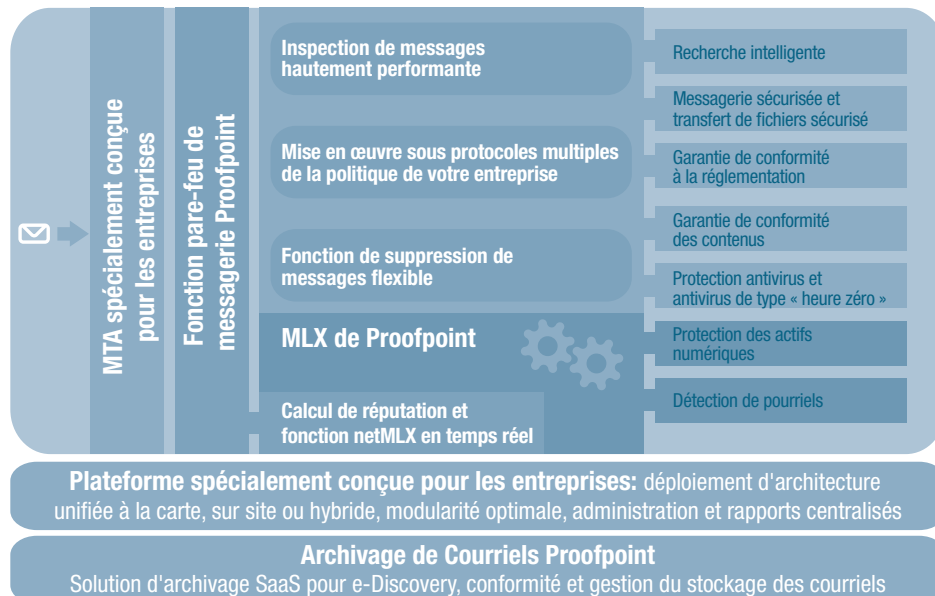 MTA spécialement conçue
pour les entreprises
Fonction pare-feu de
messagerie Proofpoint
Inspection de messages
hautement performante
Mise en œuvre sous protocoles multiples
de la politique de votre entreprise
Fonction de suppression de
messages flexible
MLX de Proofpoint
Calcul de réputation et
fonction netMLX en temps réel
Recherche intelligente
Messagerie sécurisée et
transfert de fichiers sécurisé
Garantie de conformité
à la réglementation
Garantie de conformité
des contenus
Protection antivirus et
antivirus de type « heure zéro »
Protection des actifs
numériques
Détection de pourriels
Plateforme spécialement conçue pour les entreprises: déploiement d'architecture
unifiée à la carte, sur site ou hybride, modularité optimale, administration et rapports centralisés
Archivage de Courriels Proofpoint
Solution d'archivage SaaS pour e-Discovery, conformité et gestion du stockage des courriels